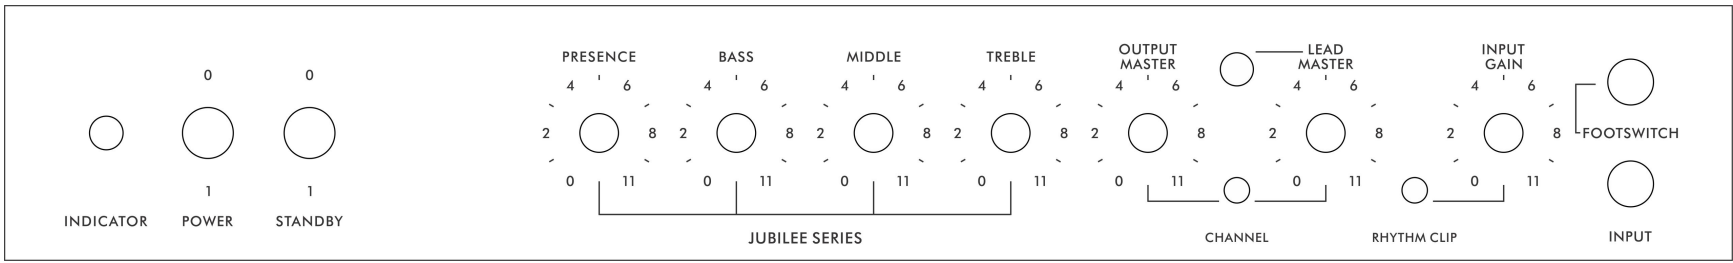 PRESENCE
BASS
MIDDLE
TREBLE
OUTPUT
MASTER
LEAD
MASTER
INPUT
GAIN
0
0
4 6
4 6
4 6
4 6
4 6
4 6
4 6
2 8
2 8
2 8
2 8
2 8
2 8
2 8
FOOTSWITCH
0 11
0 11
0 11
0 11
0 11
0 11
0 11
1
1
INDICATOR
POWER
STANDBY
JUBILEE SERIES
CHANNEL
RHYTHM CLIP
INPUT